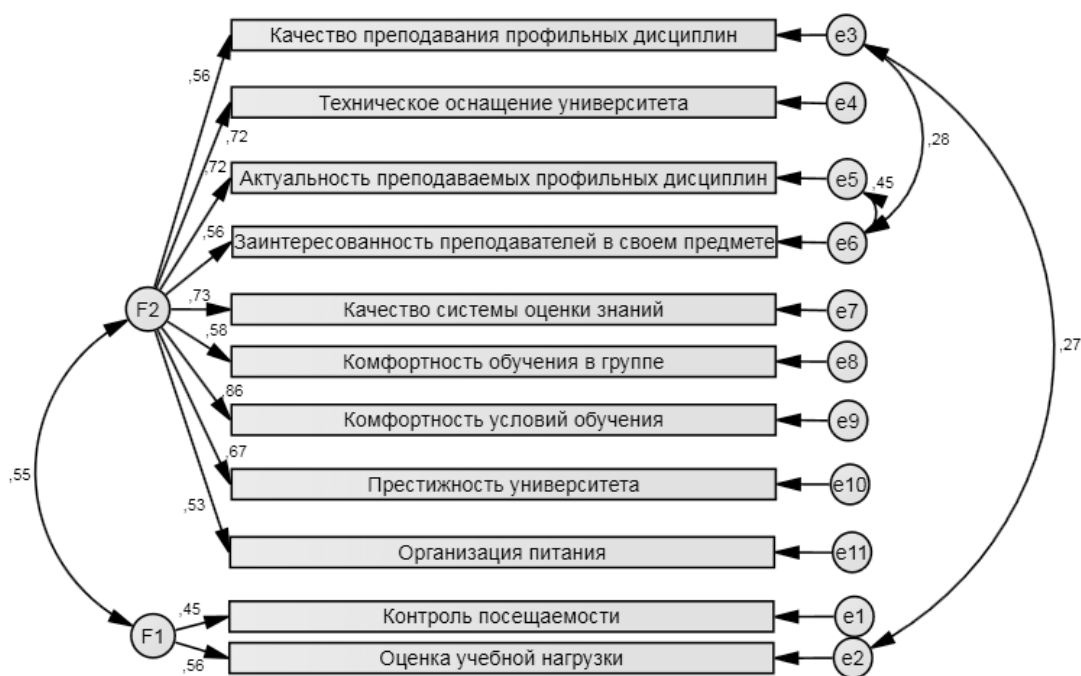 Качество преподавания профильных дисциплин
e3
,56
Техническое оснащение университета
e4
,72
,28
,72
Актуальность преподаваемых профильных дисциплин
e5
,45
,56
Заинтересованность преподавателей в своем предмете
e6
F2
,73
Качество системы оценки знаний
e7
,58
Комфортность обучения в группе
e8
,27
,86
Комфортность условий обучения
e9
,67
Престижность университета
e10
,55
,53
Организация питания
e11
F1
,45
Контроль посещаемости
e1
,56
Оценка учебной нагрузки
e2